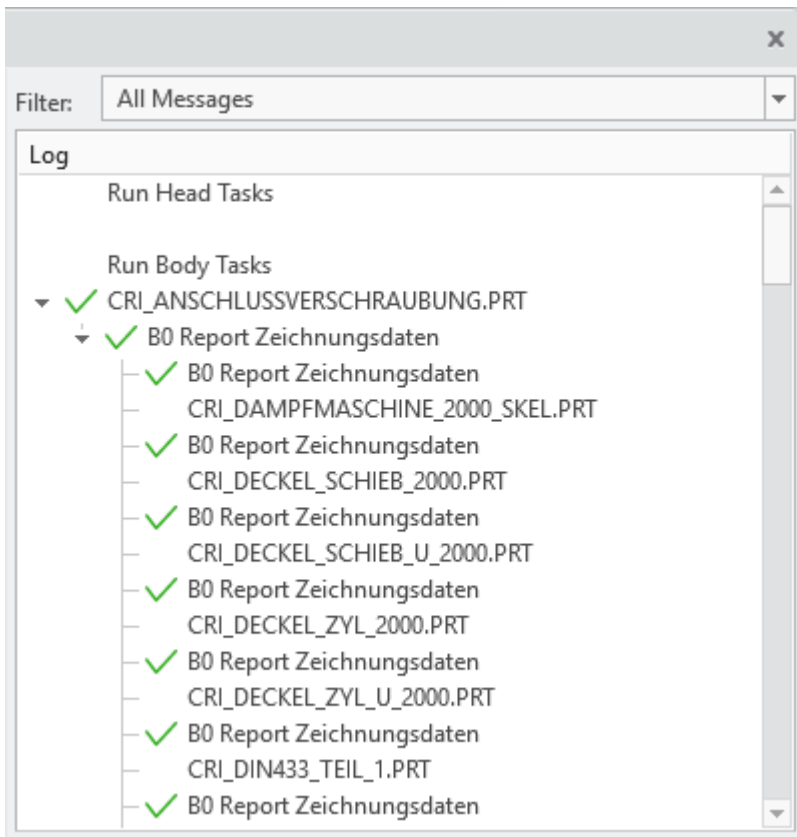 Filter: All Messages
Log
Run Head Tasks
Run Body Tasks
CRI_ANSCHLUSSVERSCHRAUBUNG.PRT
B0 Report Zeichnungsdaten
B0 Report Zeichnungsdaten
CRI_DAMPFMASCHINE_2000_SKEL.PRT
B0 Report Zeichnungsdaten
CRI_DECKEL_SCHIEB_2000.PRT
B0 Report Zeichnungsdaten
CRI_DECKEL_SCHIEB_U_2000.PRT
B0 Report Zeichnungsdaten
CRI_DECKEL_ZYL_2000.PRT
B0 Report Zeichnungsdaten
CRI_DECKEL_ZYL_U_2000.PRT
B0 Report Zeichnungsdaten
CRI_DIN433_TEIL_1.PRT
B0 Report Zeichnungsdaten